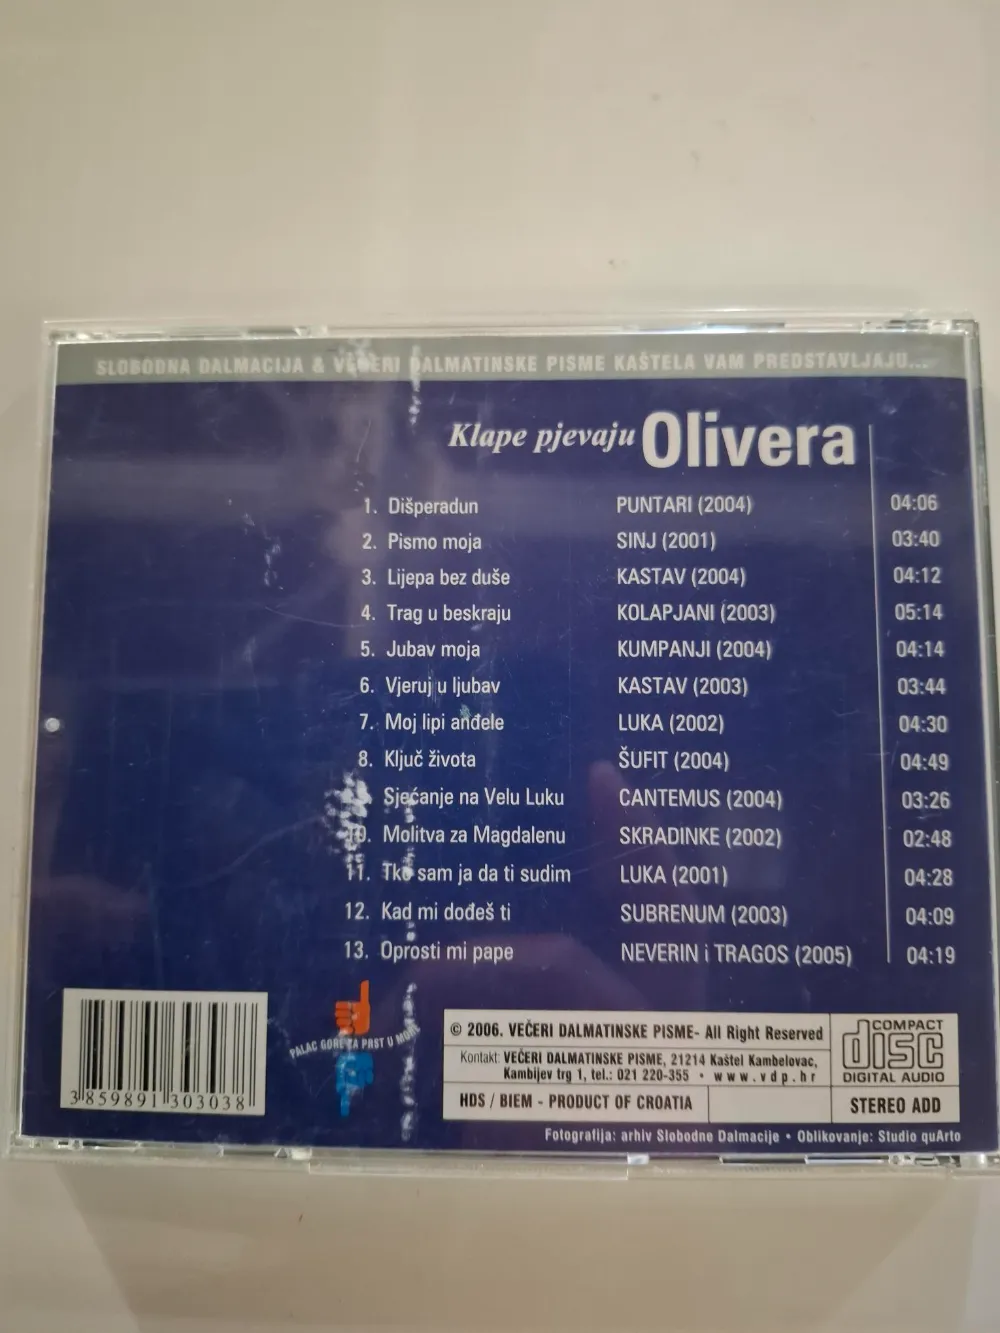 SLOBODNA DALMACIJA & VEČERI DALMATINSKE PISME KAŠTELA VAM PREDSTAVLJAJU...
Klape pjevaju Olivera
1. Dišperadun PUNTARI (2004) 04:06
2. Pismo moja SINJ (2001) 03:40
3. Lijepa bez duše KASTAV (2004) 04:12
4. Trag u beskraju KOLAPJANI (2003) 05:14
5. Jubav moja KUMPANJI (2004) 04:14
6. Vjeruj u ljubav KASTAV (2003) 03:44
7. Moj lipi anđele LUKA (2002) 04:30
8. Ključ života ŠUFIT (2004) 04:49
Sjećanje na Velu Luku CANTEMUS (2004) 03:26
10. Molitva za Magdalenu SKRADINKE (2002) 02:48
11. Tko sam ja da ti sudim LUKA (2001) 04:28
12. Kad mi dođeš ti SUBRENUM (2003) 04:09
13. Oprosti mi pape NEVERIN i TRAGOS (2005) 04:19
3859891303038
PALAC GORE ZA PRST U MORE
© 2006. VEČERI DALMATINSKE PISME- All Right Reserved
Kontakt: VEČERI DALMATINSKE PISME, 21214 Kaštel Kambelovac,
Kambijev trg 1, tel.: 021 220-355 • www.vdp.hr
HDS / BIEM - PRODUCT OF CROATIA
COMPACT
disc
DIGITAL AUDIO
STEREO ADD
Fotografija: arhiv Slobodne Dalmacije • Oblikovanje: Studio quArto